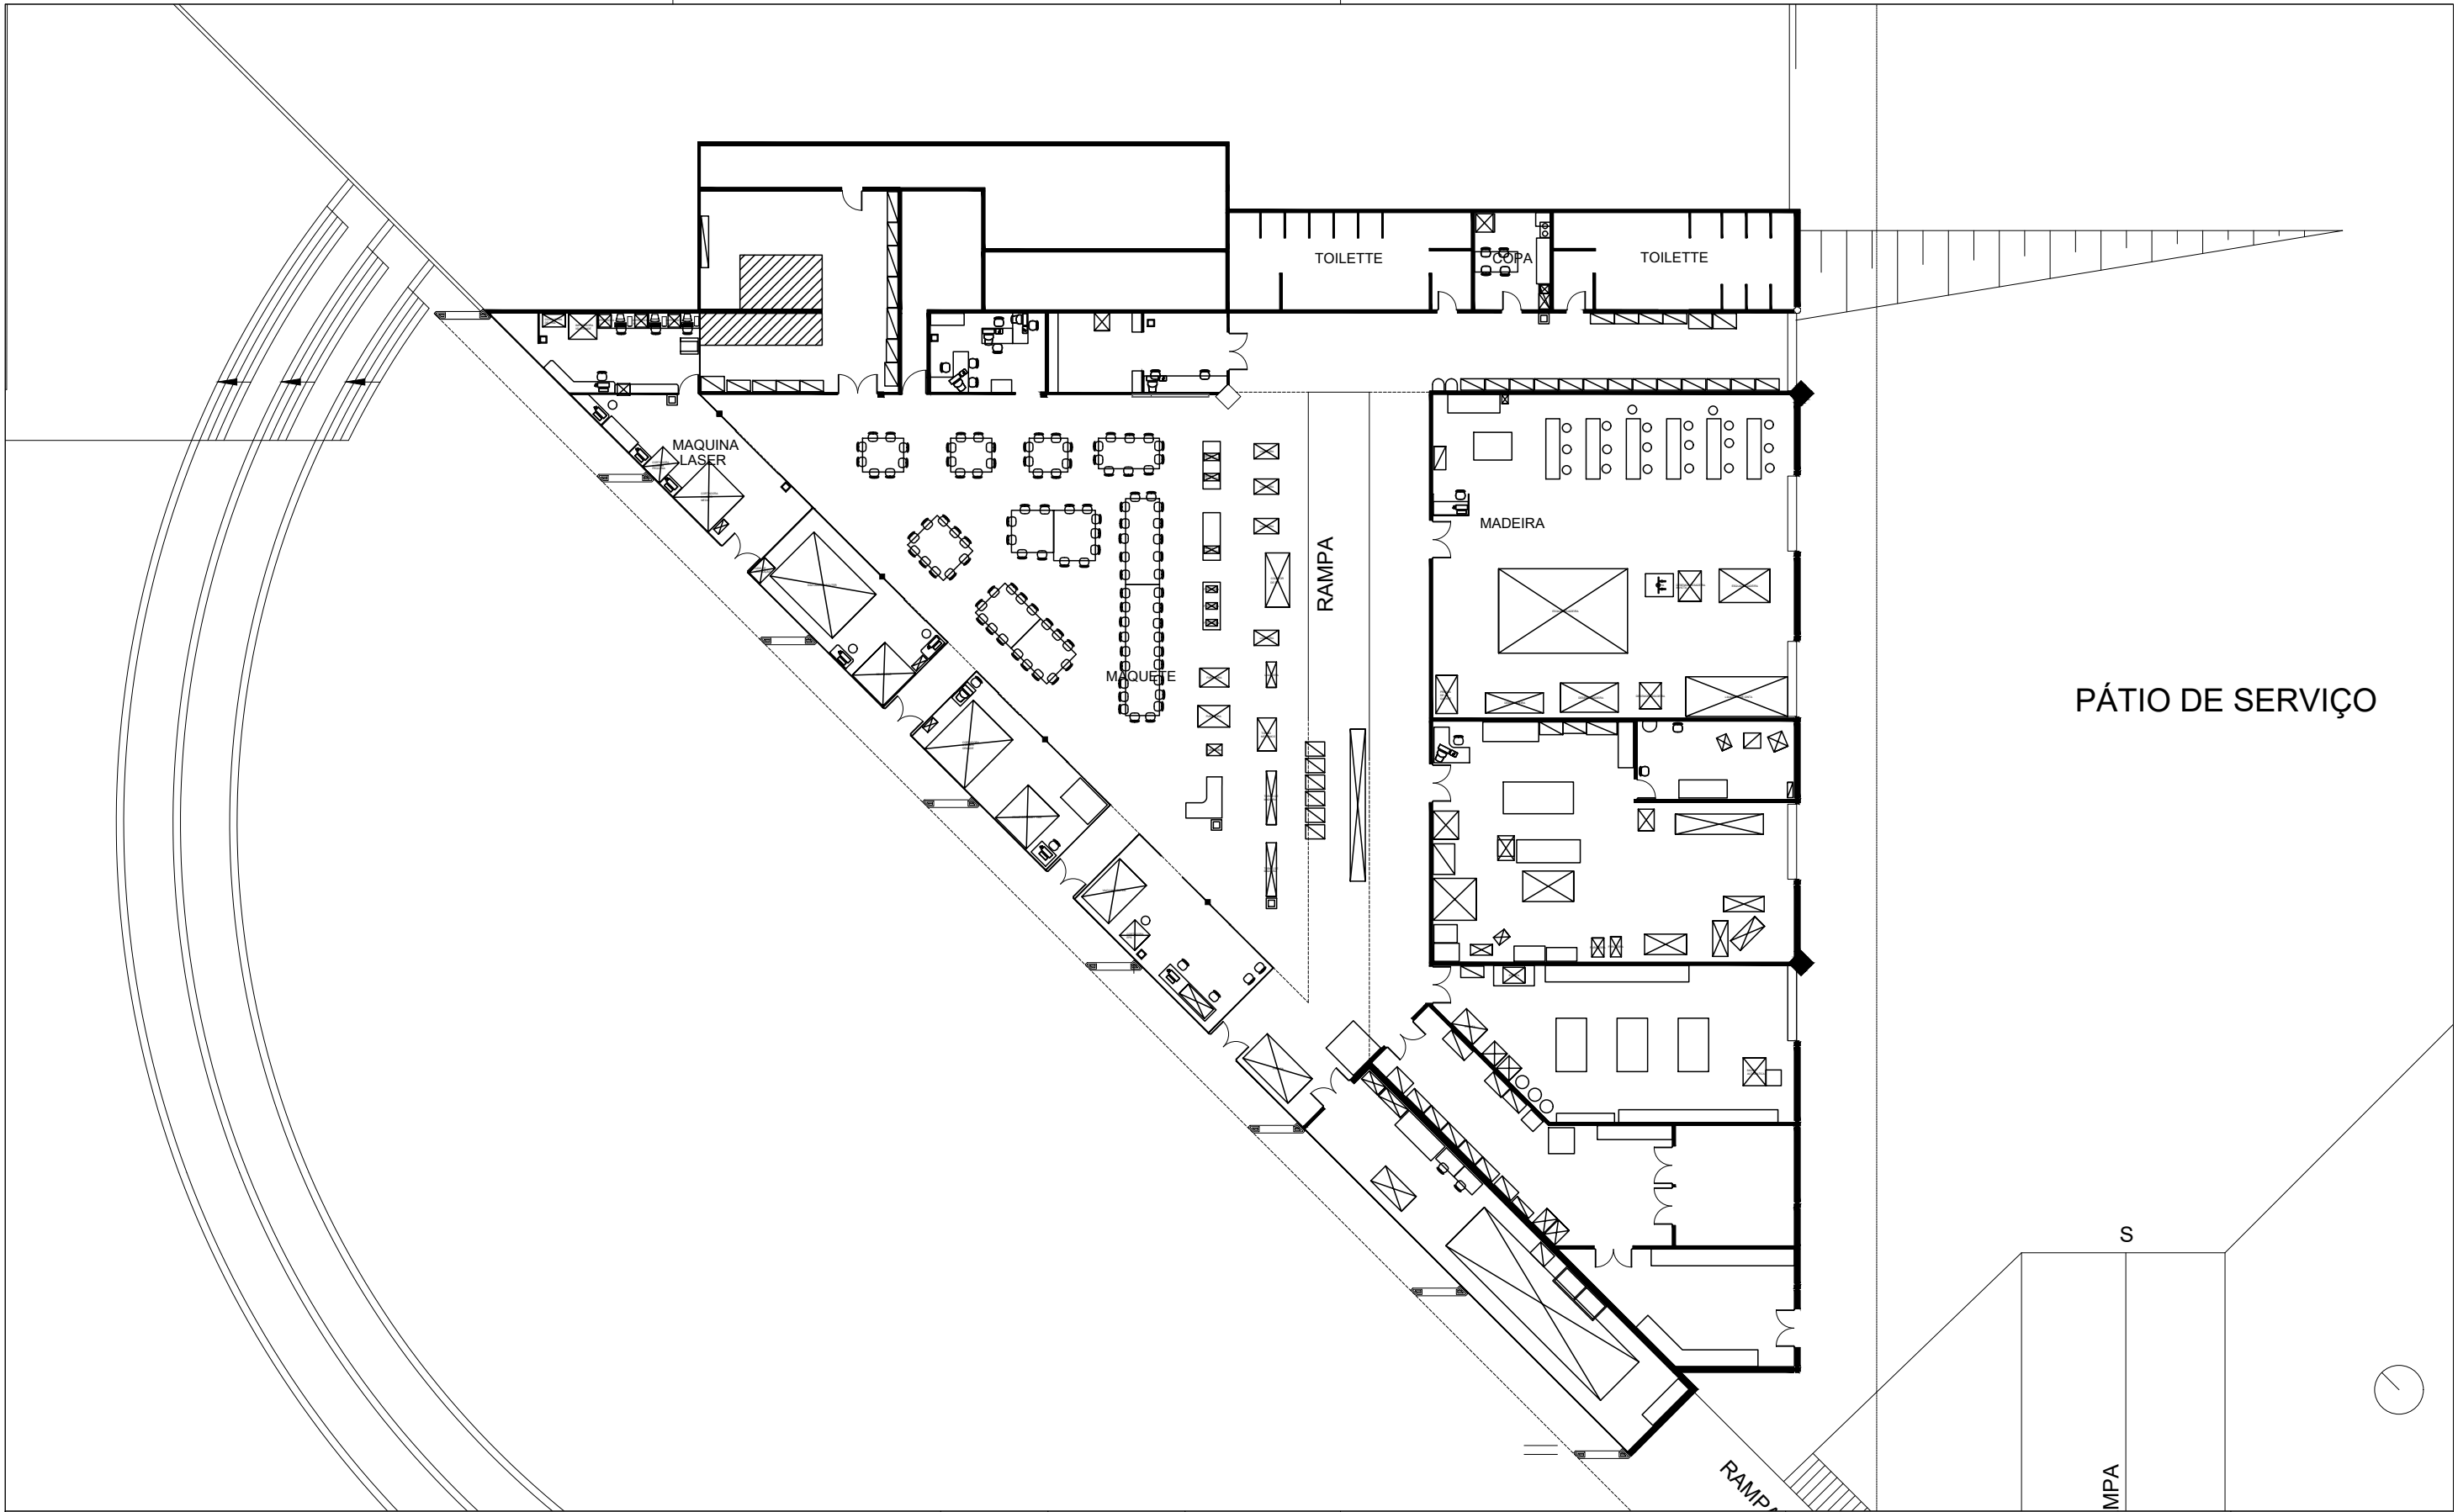 TOILETTE
COPA
TOILETTE
MAQUINA
LASER
MADEIRA
RAMPA
MAQUETE
PÁTIO DE SERVIÇO
S
RAMPA
MPA